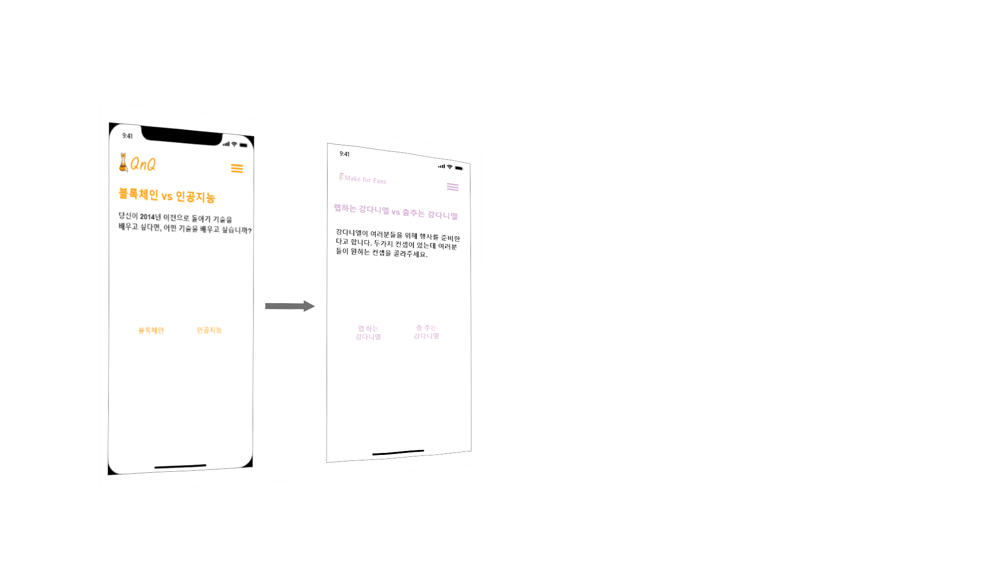 9:41
QnQ
블록체인 vs 인공지능
당신이 2014년 이전으로 돌아가 기술을
배우고 싶다면, 어떤 기술을 배우고 싶습니까?
블록체인
인공지능
9:41
Make for Fans
랩하는 강다니엘 vs 춤추는 강다니엘
강다니엘이 여러분들을 위해 행사를 준비한
다고 합니다. 두가지 컨셉이 있는데 여러분
들이 원하는 컨셉을 골라주세요.
랩 하는
강다니엘
춤 추는
강다니엘